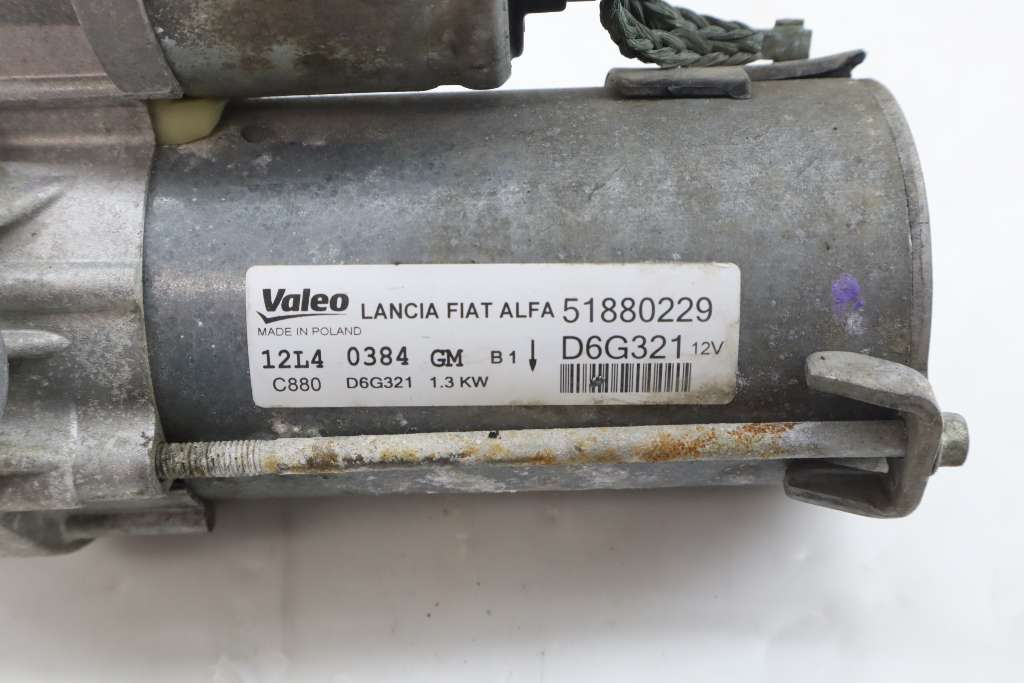 Valeo LANCIA FIAT ALFA 51880229
MADE IN POLAND
12L4 0384 GM B1 ↓ D6G321 12V
C880 D6G321 1.3 KW